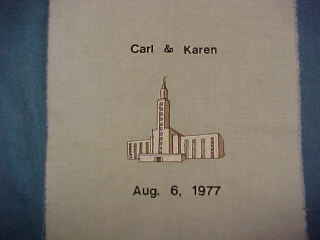 Carl & Karen
Aug. 6, 1977